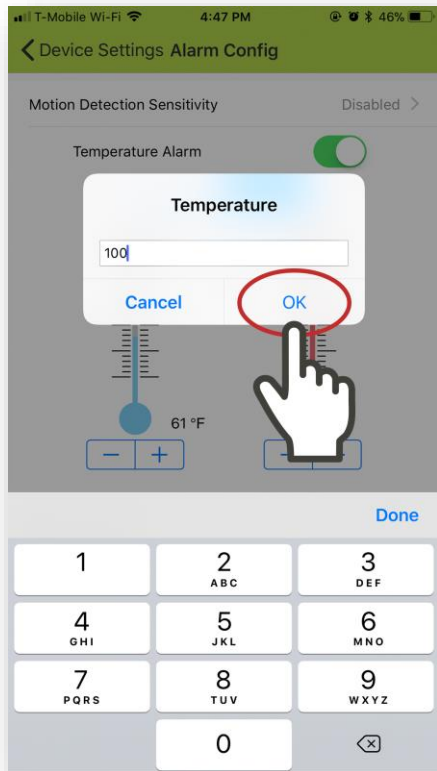 T-Mobile Wi-Fi 4:47 PM 46%
Device Settings Alarm Config
Motion Detection Sensitivity Disabled >
Temperature Alarm
Temperature
100
Cancel OK
61 °F
− + − +
Done
1 2 3
ABC DEF
4 5 6
GHI JKL MNO
7 8 9
PQRS TUV WXYZ
0